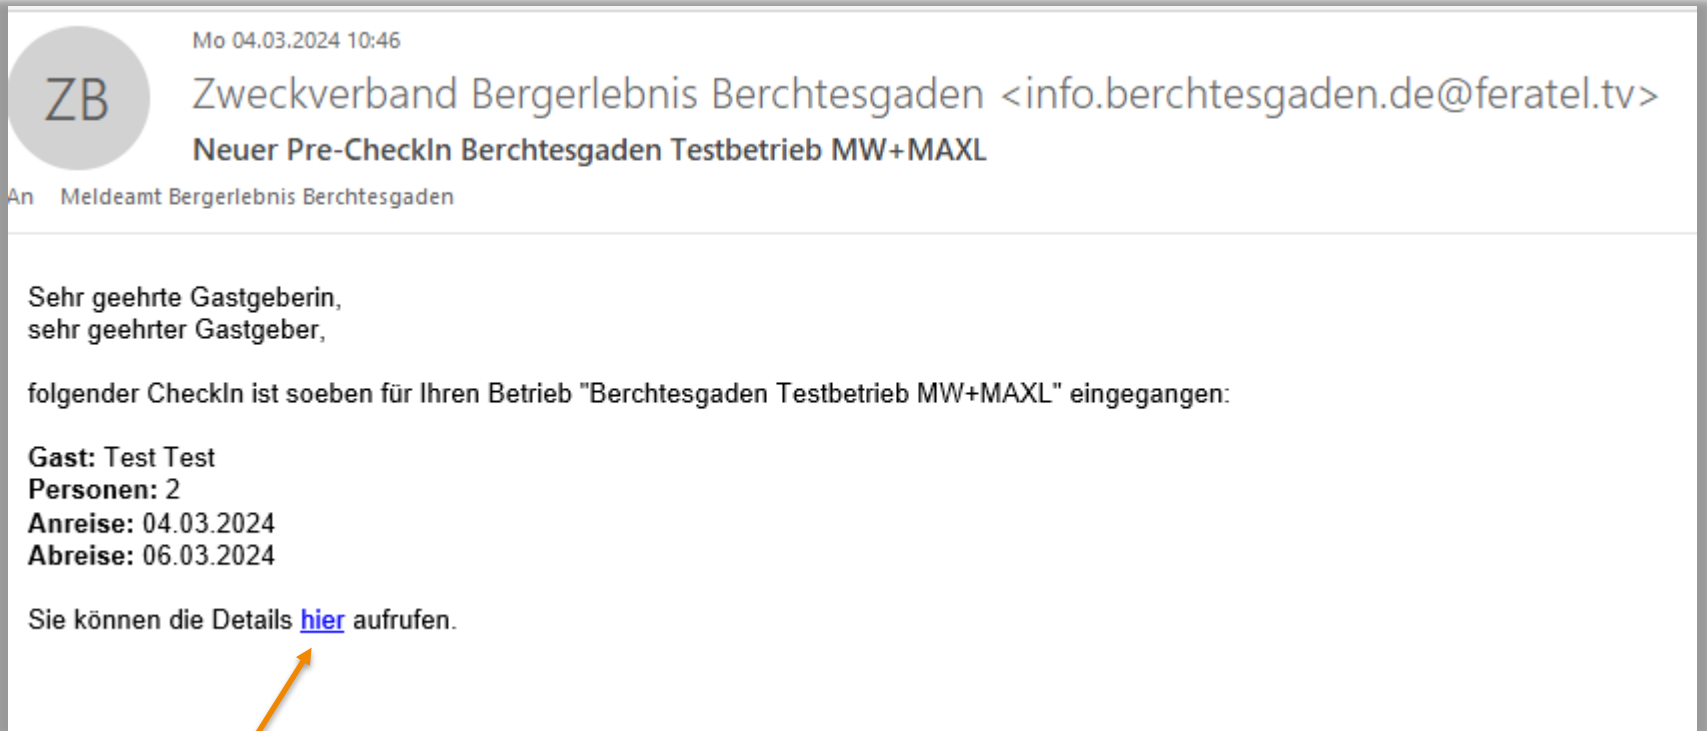 ZB
Mo 04.03.2024 10:46
Zweckverband Bergerlebnis Berchtesgaden <info.berchtesgaden.de@feratel.tv>
Neuer Pre-CheckIn Berchtesgaden Testbetrieb MW+MAXL
An Meldeamt Bergerlebnis Berchtesgaden
Sehr geehrte Gastgeberin,
sehr geehrter Gastgeber,
folgender CheckIn ist soeben für Ihren Betrieb "Berchtesgaden Testbetrieb MW+MAXL" eingegangen:
Gast: Test Test
Personen: 2
Anreise: 04.03.2024
Abreise: 06.03.2024
Sie können die Details hier aufrufen.